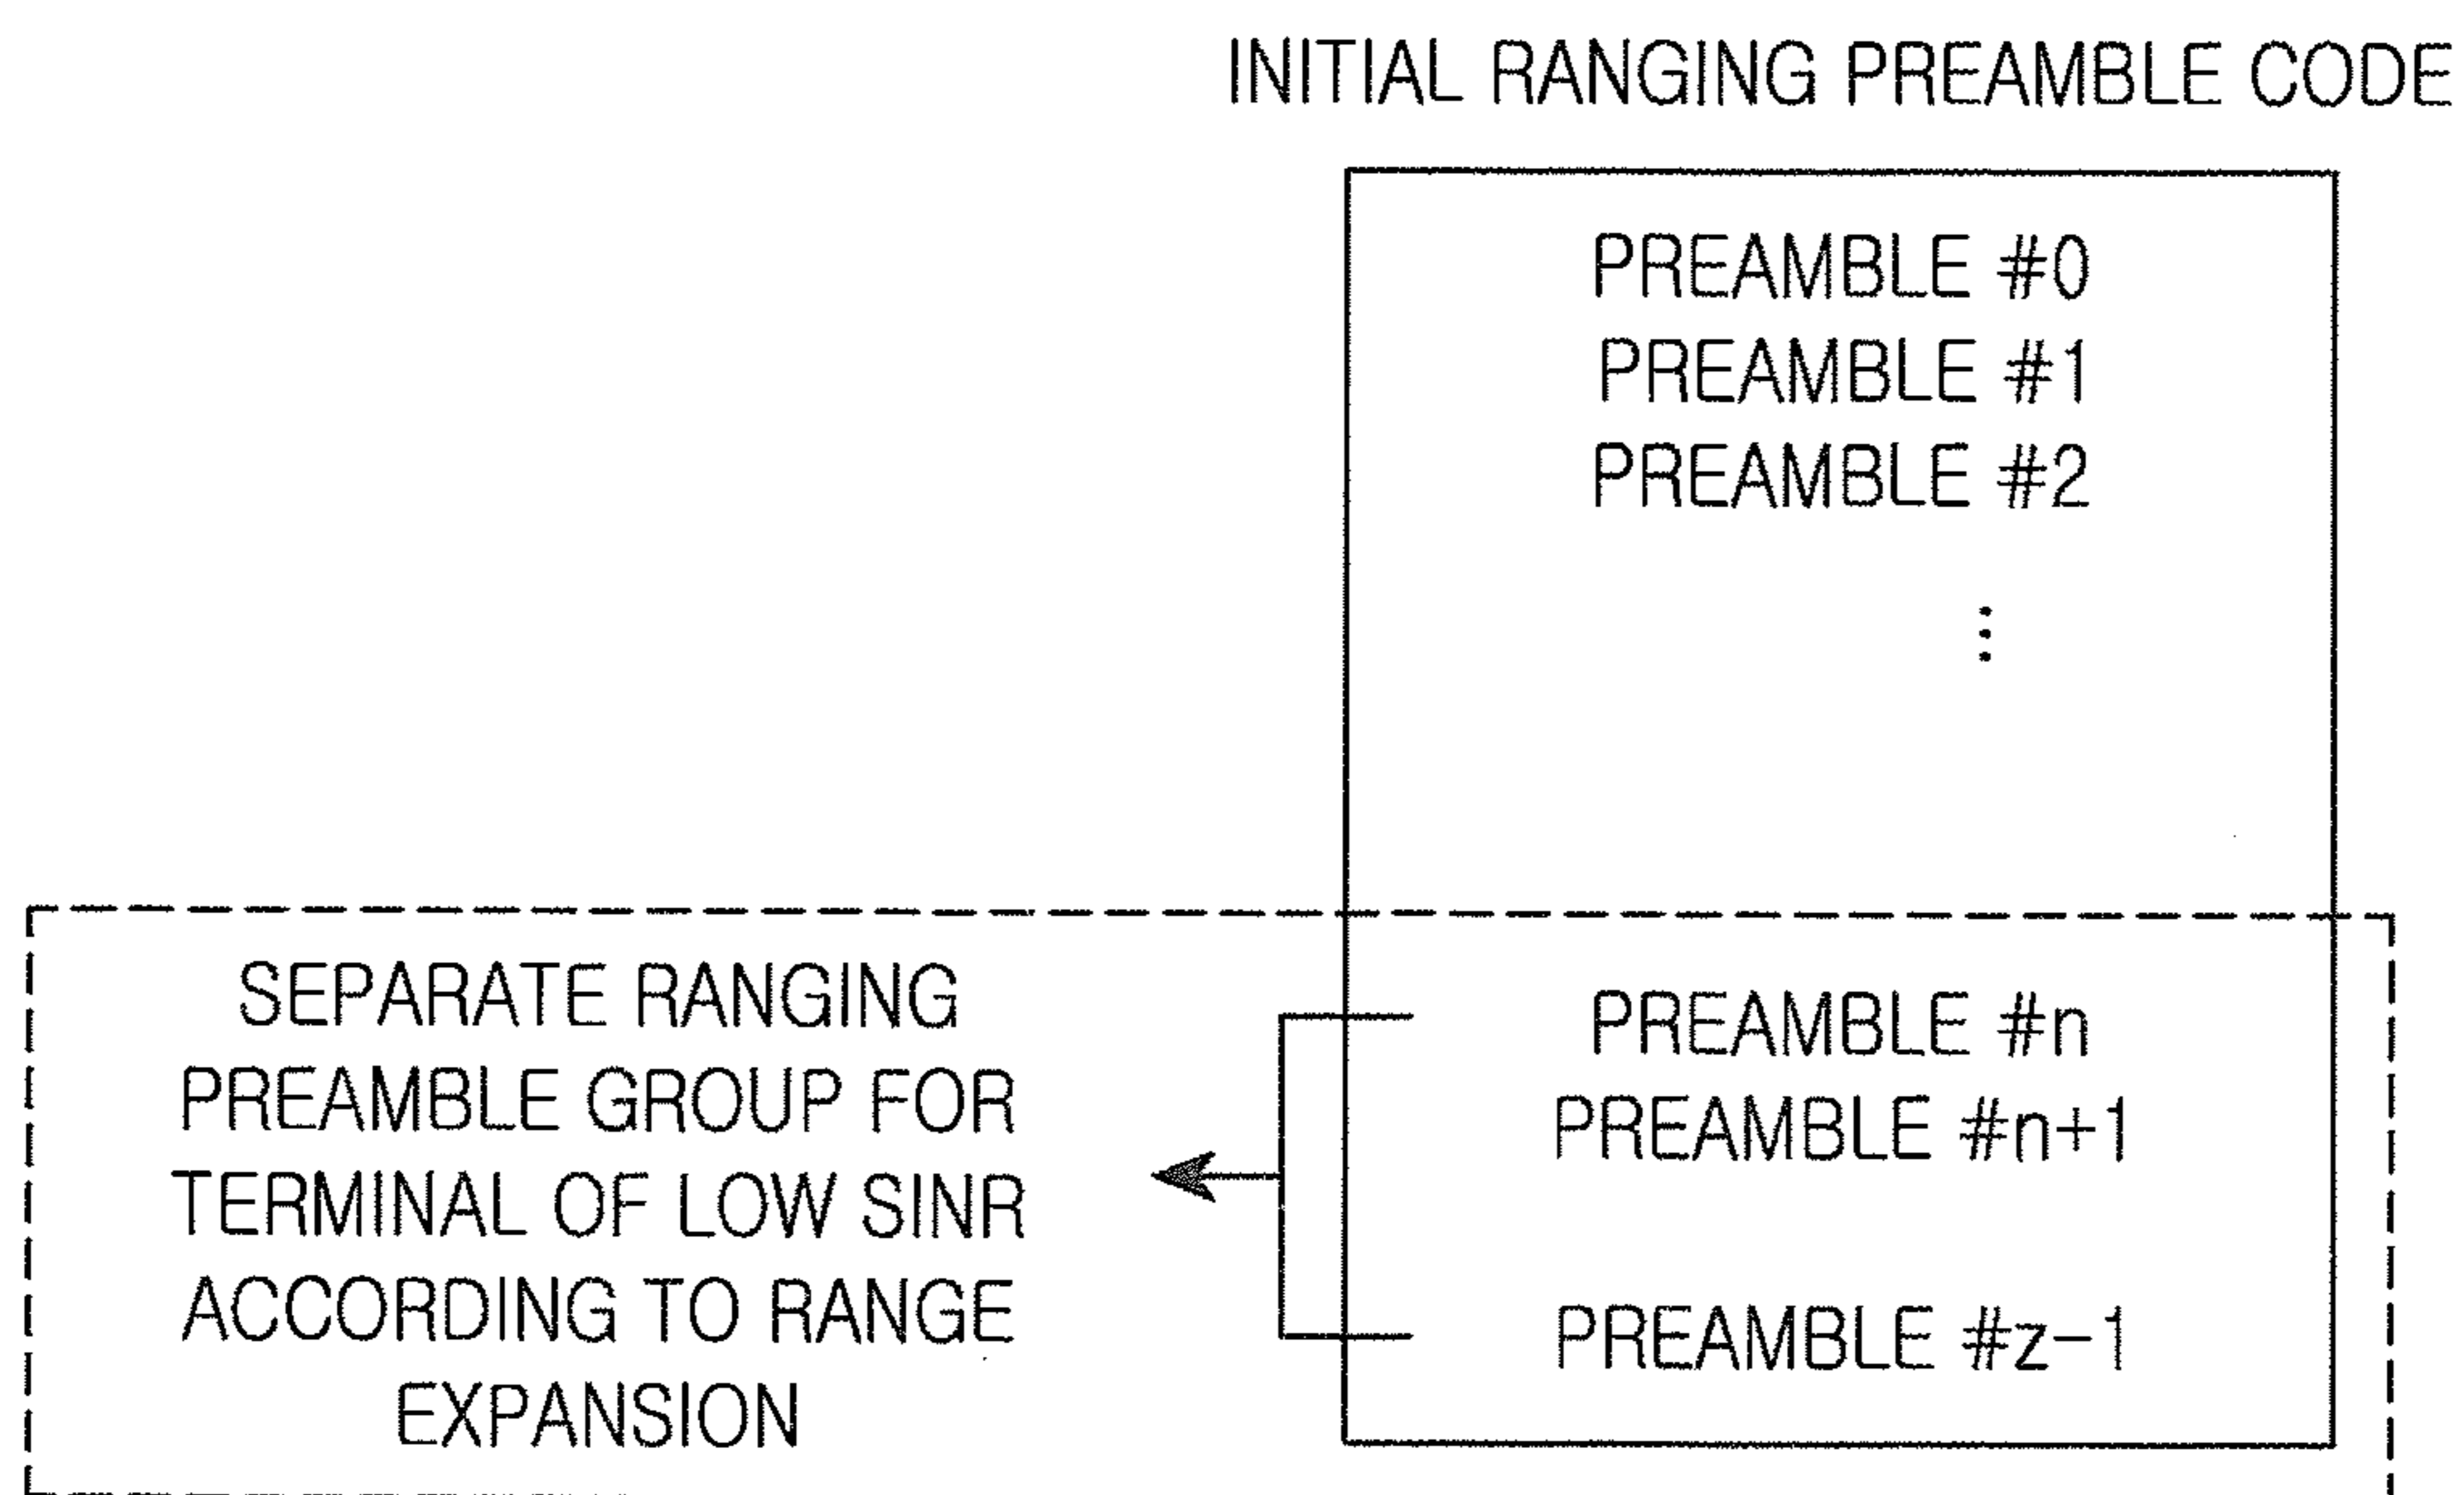 INITIAL RANGING PREAMBLE CODE
PREAMBLE #0
PREAMBLE #1
PREAMBLE #2
⋮
SEPARATE RANGING
PREAMBLE GROUP FOR
TERMINAL OF LOW SINR
ACCORDING TO RANGE
EXPANSION
PREAMBLE #n
PREAMBLE #n+1
PREAMBLE #z-1